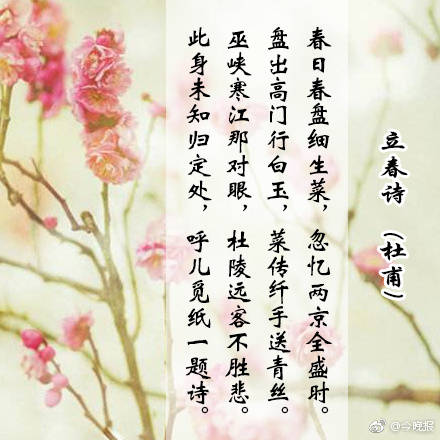 立春诗 （杜甫）
春日春盘细生菜，忽忆两京全盛时。
盘出高门行白玉，菜传纤手送青丝。
巫峡寒江那对眼，杜陵远客不胜悲。
此身未知归定处，呼儿觅纸一题诗。
@今晚报